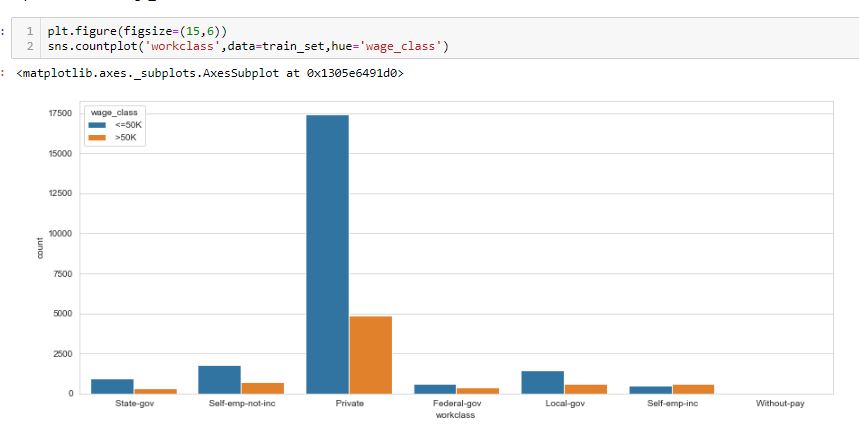 1 plt.figure(figsize=(15,6))
2 sns.countplot('workclass',data=train_set,hue='wage_class')
<matplotlib.axes._subplots.AxesSubplot at 0x1305e6491d0>
wage_class
<=50K
>50K
17500
15000
12500
10000
7500
5000
2500
0
count
State-gov Self-emp-not-inc Private Federal-gov Local-gov Self-emp-inc Without-pay
workclass